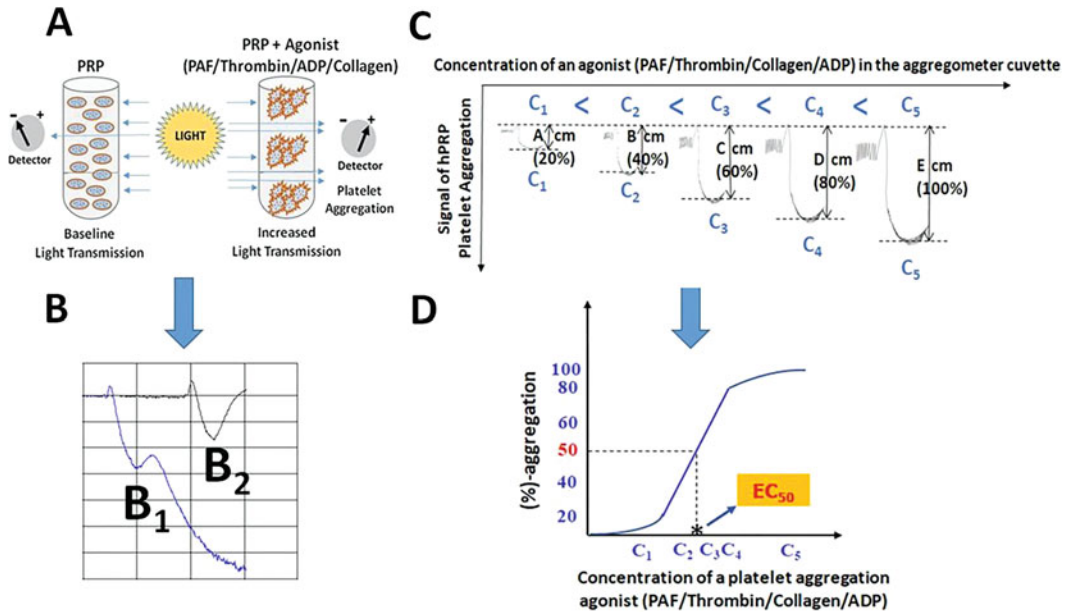 A
PRP
PRP + Agonist
(PAF/Thrombin/ADP/Collagen)
- +
Detector
LIGHT
- +
Detector
Platelet
Aggregation
Baseline
Light Transmission
Increased
Light Transmission
B
B1
B2
C
Concentration of an agonist (PAF/Thrombin/Collagen/ADP) in the aggregometer cuvette
C1 < C2 < C3 < C4 < C5
Signal of hPRP
Platelet Aggregation
A cm
(20%)
C1
B cm
(40%)
C2
C cm
(60%)
C3
D cm
(80%)
C4
E cm
(100%)
C5
D
(%)-aggregation
100
80
60
50
40
20
EC50
*
C1 C2 C3 C4 C5
Concentration of a platelet aggregation
agonist (PAF/Thrombin/Collagen/ADP)